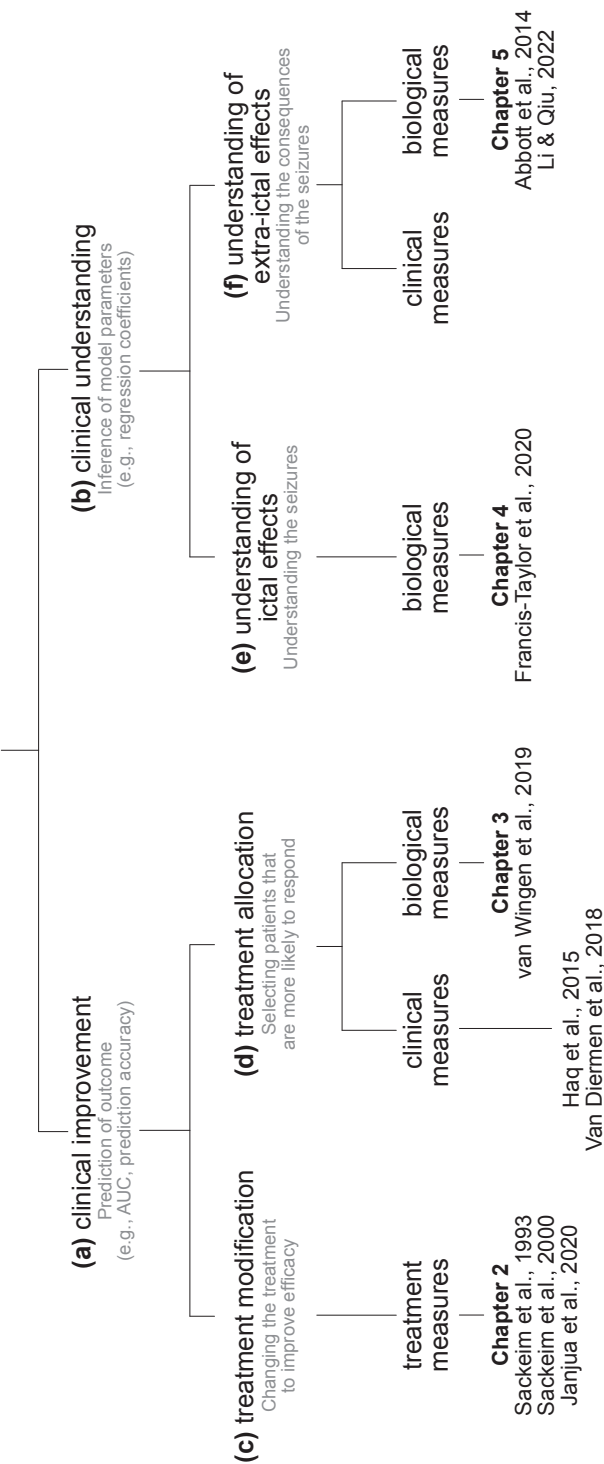 (a) clinical improvement
Prediction of outcome
(e.g., AUC, prediction accuracy)
(b) clinical understanding
Inference of model parameters
(e.g., regression coefficients)
(c) treatment modification
Changing the treatment
to improve efficacy
(d) treatment allocation
Selecting patients that
are more likely to respond
(e) understanding of
ictal effects
Understanding the seizures
(f) understanding of
extra-ictal effects
Understanding the consequences
of the seizures
treatment
measures
clinical
measures
biological
measures
biological
measures
clinical
measures
biological
measures
Chapter 2
Sackeim et al., 1993
Sackeim et al., 2000
Janjua et al., 2020
Haq et al., 2015
Van Diermen et al., 2018
Chapter 3
van Wingen et al., 2019
Chapter 4
Francis-Taylor et al., 2020
Chapter 5
Abbott et al., 2014
Li & Qiu, 2022